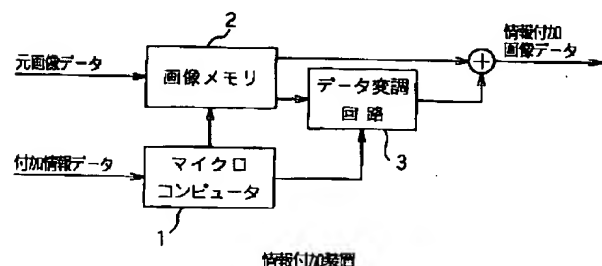 2
元画像データ
画像メモリ
データ変調
回路
3
情報付加
画像データ
付加情報データ
マイクロ
コンピュータ
1
情報付加装置